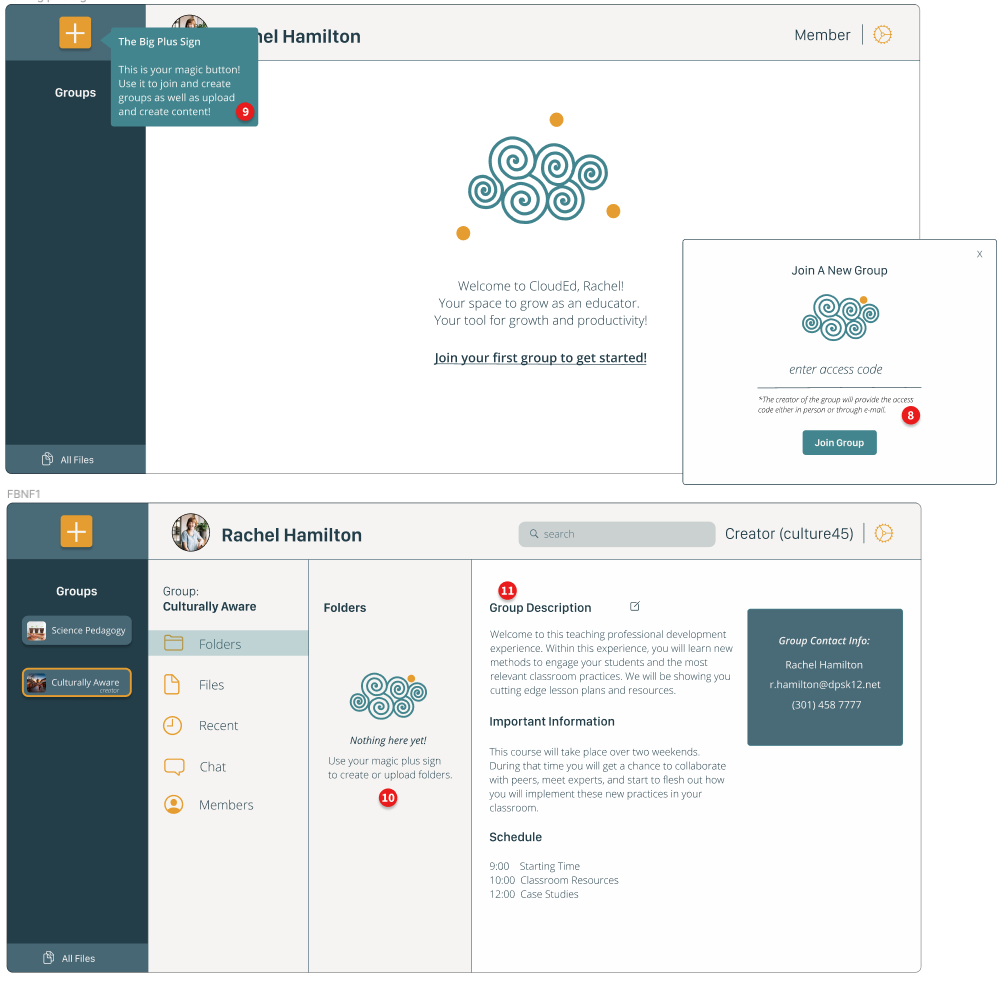 The Big Plus Sign
This is your magic button!
Use it to join and create
groups as well as upload
and create content!
9
hel Hamilton
Member
Groups
Welcome to CloudEd, Rachel!
Your space to grow as an educator.
Your tool for growth and productivity!
Join your first group to get started!
All Files
X
Join A New Group
enter access code
*The creator of the group will provide the access
code either in person or through e-mail.
8
Join Group
FBNF1
Rachel Hamilton
search
Creator (culture45)
Groups
Science Pedagogy
Culturally Aware
creator
All Files
Group:
Culturally Aware
Folders
Files
Recent
Chat
Members
Folders
Nothing here yet!
Use your magic plus sign
to create or upload folders.
10
11
Group Description
Welcome to this teaching professional development
experience. Within this experience, you will learn new
methods to engage your students and the most
relevant classroom practices. We will be showing you
cutting edge lesson plans and resources.
Important Information
This course will take place over two weekends.
During that time you will get a chance to collaborate
with peers, meet experts, and start to flesh out how
you will implement these new practices in your
classroom.
Schedule
9:00 Starting Time
10:00 Classroom Resources
12:00 Case Studies
Group Contact Info:
Rachel Hamilton
r.hamilton@dpsk12.net
(301) 458 7777